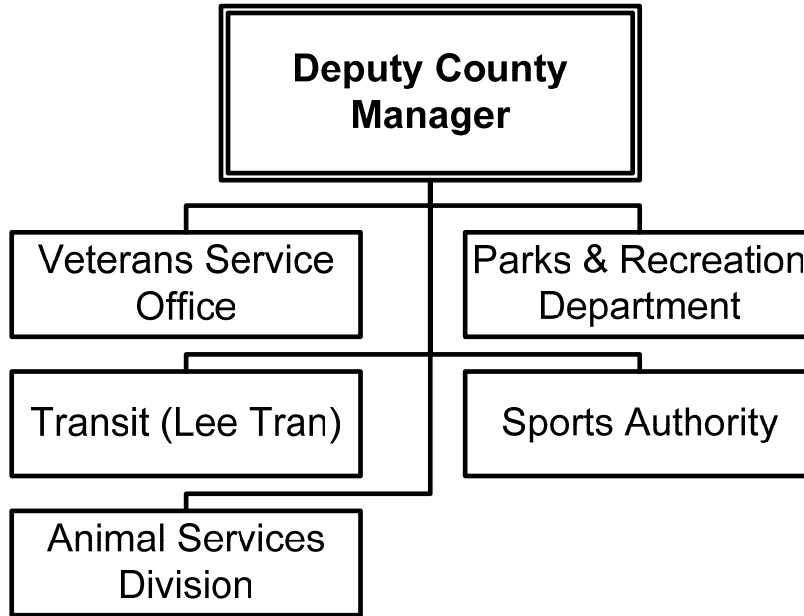 Deputy County
Manager
Veterans Service
Office
Parks & Recreation
Department
Transit (Lee Tran)
Sports Authority
Animal Services
Division